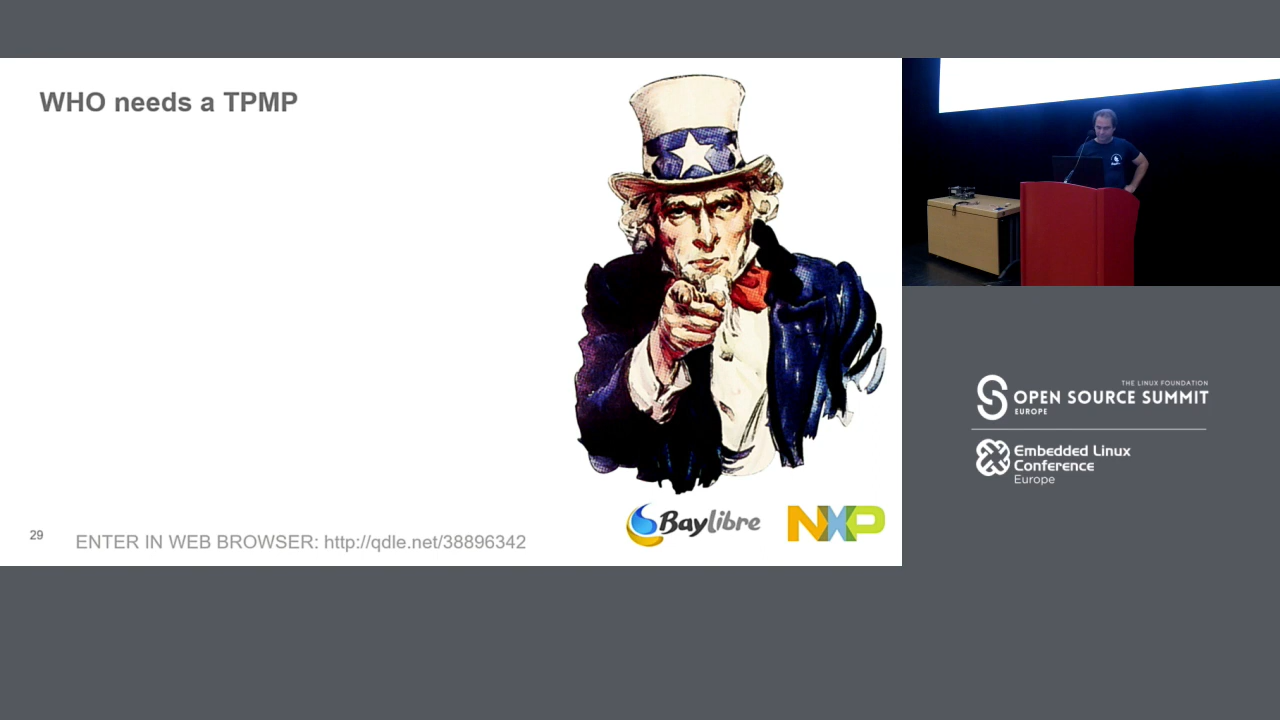 WHO needs a TPMP
Baylibre
NXP
29
ENTER IN WEB BROWSER: http://qdle.net/38896342
THE LINUX FOUNDATION
OPEN SOURCE SUMMIT
EUROPE
Embedded Linux
Conference
Europe